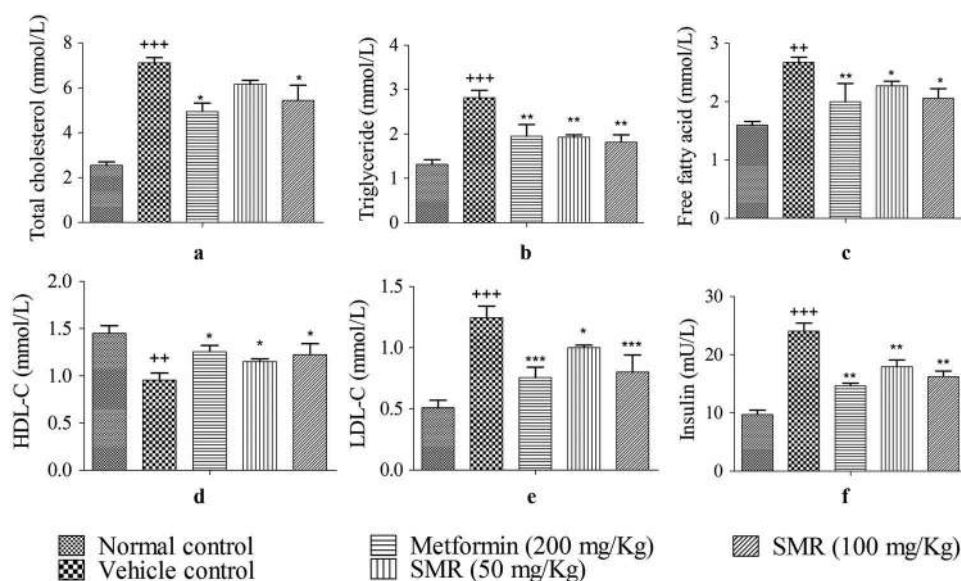 Total cholesterol (mmol/L)
8
6
4
2
0
+++
*
*
a
Triglyceride (mmol/L)
4
3
2
1
0
+++
**
**
**
b
Free fatty acid (mmol/L)
3
2
1
0
++
**
*
*
c
HDL-C (mmol/L)
2.0
1.5
1.0
0.5
0.0
++
*
*
*
d
LDL-C (mmol/L)
1.5
1.0
0.5
0.0
+++
***
*
***
e
Insulin (mU/L)
30
20
10
0
+++
**
**
**
f
Normal control
Vehicle control
Metformin (200 mg/Kg)
SMR (50 mg/Kg)
SMR (100 mg/Kg)